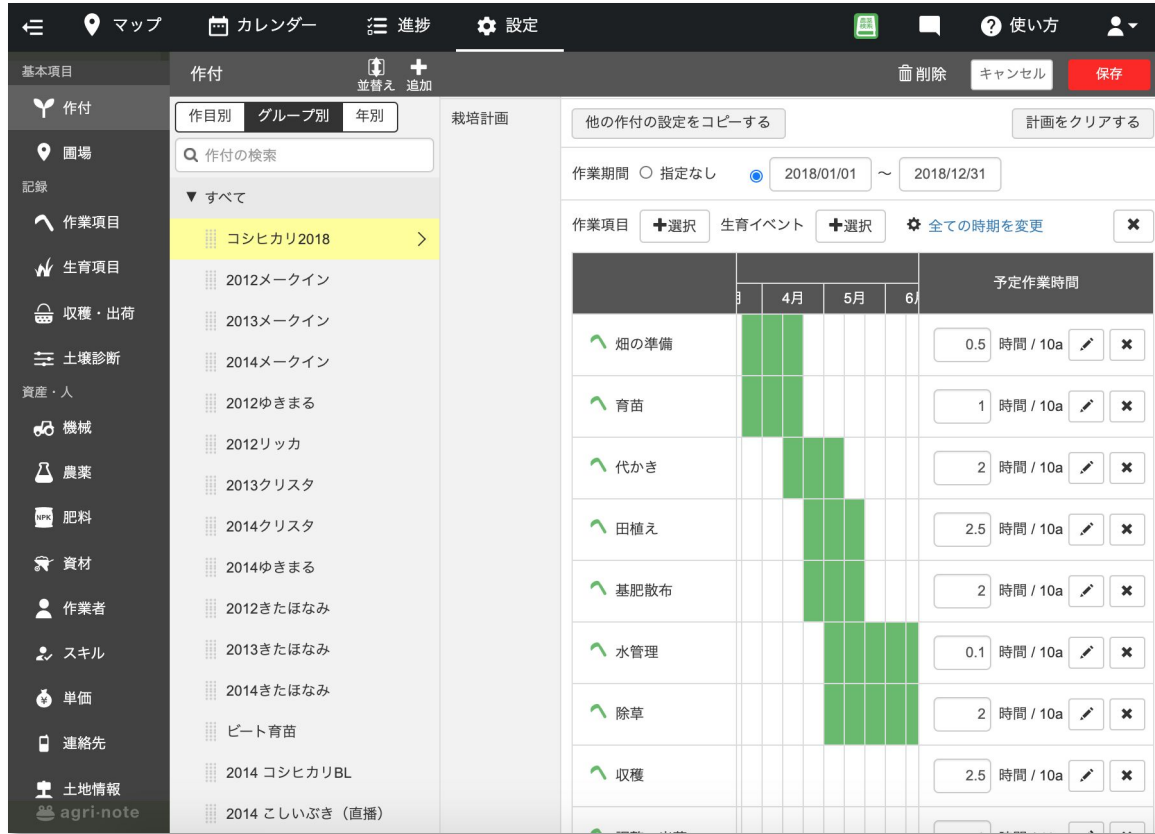 マップ カレンダー 進捗 設定 農薬検索 使い方
基本項目
作付
圃場
記録
作業項目
生育項目
収穫・出荷
土壌診断
資産・人
機械
農薬
NPK 肥料
資材
作業者
スキル
単価
連絡先
土地情報
agri-note
作付 並替え 追加 削除 キャンセル 保存
作目別 グループ別 年別
作付の検索
▼ すべて
コシヒカリ2018
2012メークイン
2013メークイン
2014メークイン
2012ゆきまる
2012リッカ
2013クリスタ
2014クリスタ
2014ゆきまる
2012きたほなみ
2013きたほなみ
2014きたほなみ
ビート育苗
2014 コシヒカリBL
2014 こしいぶき（直播）
栽培計画
他の作付の設定をコピーする 計画をクリアする
作業期間 指定なし 2018/01/01 ～ 2018/12/31
作業項目 選択 生育イベント 選択 全ての時期を変更
予定作業時間
月 4月 5月 6月
畑の準備 0.5 時間 / 10a
育苗 1 時間 / 10a
代かき 2 時間 / 10a
田植え 2.5 時間 / 10a
基肥散布 2 時間 / 10a
水管理 0.1 時間 / 10a
除草 2 時間 / 10a
収穫 2.5 時間 / 10a